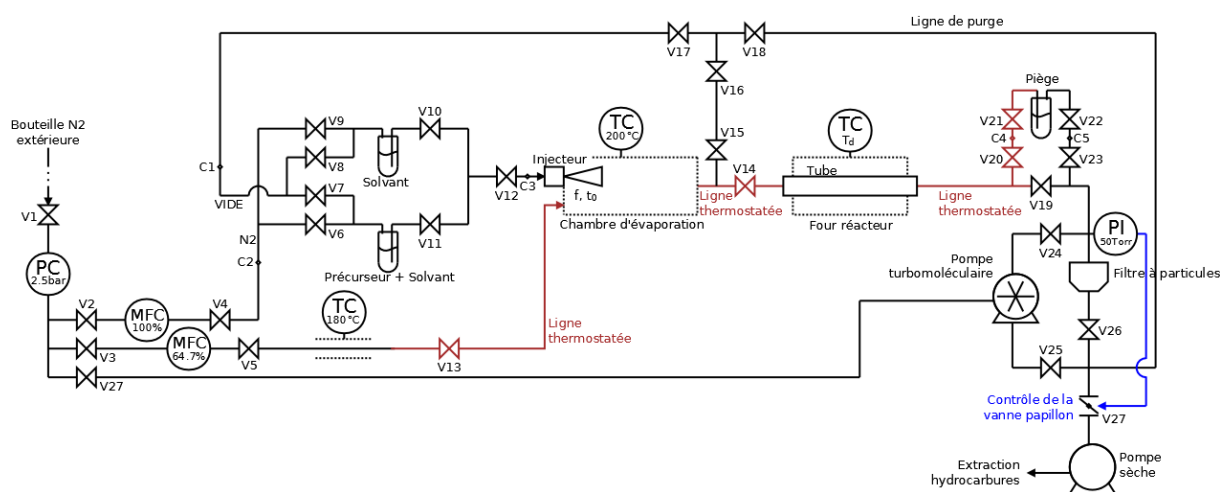 Ligne de purge
V17
V18
V16
Piège
V9
V10
V21
V22
Bouteille N2
extérieure
TC
200°C
TC
Td
C4
C5
V15
V8
C1
Injecteur
V20
V23
Solvant
V14
Tube
V7
f, t0
V12
C3
VIDE
Ligne
thermostatée
V19
Ligne
thermostatée
V1
Chambre d'évaporation
Four réacteur
V6
V11
N2
PI
50Torr
C2
V24
PC
2.5bar
Précurseur + Solvant
Pompe
turbomoléculaire
Filtre à particules
TC
180°C
V2
V4
MFC
100%
Ligne
thermostatée
V26
MFC
64.7%
V3
V5
V13
V25
V27
Contrôle de la
vanne papillon
V27
Extraction
hydrocarbures
Pompe
sèche